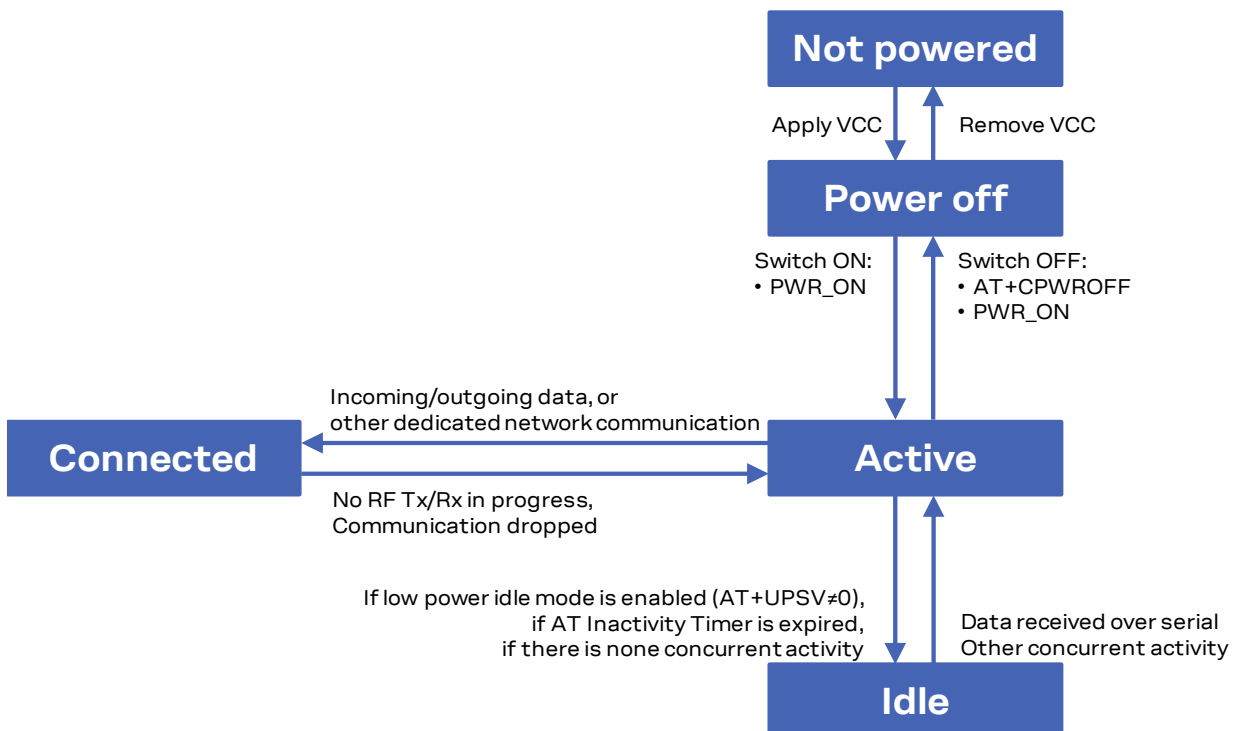 Not powered
Apply VCC
Remove VCC
Power off
Switch ON:
• PWR_ON
Switch OFF:
• AT+CPWROFF
• PWR_ON
Incoming/outgoing data, or
other dedicated network communication
Connected
Active
No RF Tx/Rx in progress,
Communication dropped
If low power idle mode is enabled (AT+UPSV≠0),
if AT Inactivity Timer is expired,
if there is none concurrent activity
Data received over serial
Other concurrent activity
Idle